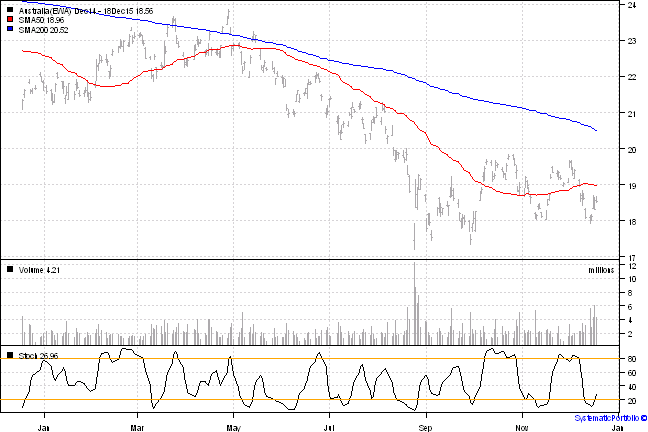 Australia (EWA) Dec14 - 18Dec15 18.56
SMA50 18.96
SMA200 20.52
24
23
22
21
20
19
18
17
Volume 4.21
millions
12
10
8
6
4
2
Stoch 26.96
80
60
40
20
Jan Mar May Jul Sep Nov Jan
SystematicPortfolio ©